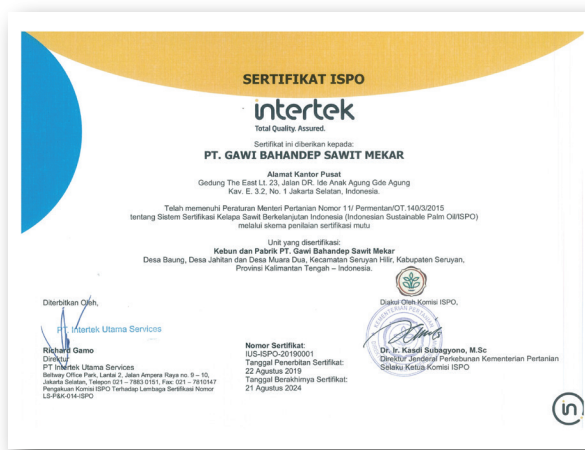 SERTIFIKAT ISPO
intertek
Total Quality. Assured.
Sertifikat ini diberikan kepada:
PT. GAWI BAHANDEP SAWIT MEKAR
Alamat Kantor Pusat
Gedung The East Lt. 23, Jalan DR. Ide Anak Agung Gde Agung
Kav. E. 3.2, No. 1 Jakarta Selatan, Indonesia.
Telah memenuhi Peraturan Menteri Pertanian Nomor 11/ Permentan/OT.140/3/2015
tentang Sistem Sertifikasi Kelapa Sawit Berkelanjutan Indonesia (Indonesian Sustainable Palm Oil/ISPO)
melalui skema penilaian sertifikasi mutu
Unit yang disertifikasi:
Kebun dan Pabrik PT. Gawi Bahandep Sawit Mekar
Desa Baung, Desa Jahitan dan Desa Muara Dua, Kecamatan Seruyan Hilir, Kabupaten Seruyan,
Provinsi Kalimantan Tengah – Indonesia.
Diterbitkan Oleh,
PT. Intertek Utama Services
Richard Gamo
Direktur
PT Intertek Utama Services
Beltway Office Park, Lantai 2, Jalan Ampera Raya no. 9 – 10,
Jakarta Selatan, Telepon 021 – 7883 0151, Fax: 021 – 7810147
Pengakuan Komisi ISPO Terhadap Lembaga Sertifikasi Nomor
LS-P&K-014-ISPO
Nomor Sertifikat:
IUS-ISPO-20190001
Tanggal Penerbitan Sertifikat:
22 Agustus 2019
Tanggal Berakhirnya Sertifikat:
21 Agustus 2024
Diakui Oleh Komisi ISPO,
KEMENTERIAN PERTANIAN
Dr. Ir. Kasdi Subagyono, M.Sc
Direktur Jenderal Perkebunan Kementerian Pertanian
Selaku Ketua Komisi ISPO
in